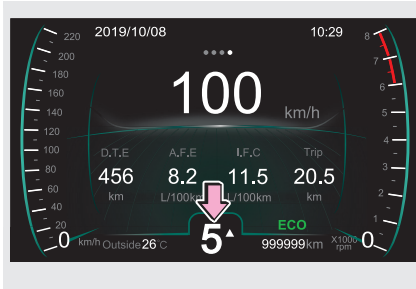 2019/10/08 10:29
220
200
180
160
140
120
100
80
60
40
20
0 km/h
100 km/h
D.T.E A.F.E I.F.C Trip
456 8.2 11.5 20.5
km L/100km L/100km km
ECO
Outside 26°C 5 999999km
8
7
6
5
4
3
2
1
X1000 rpm 0